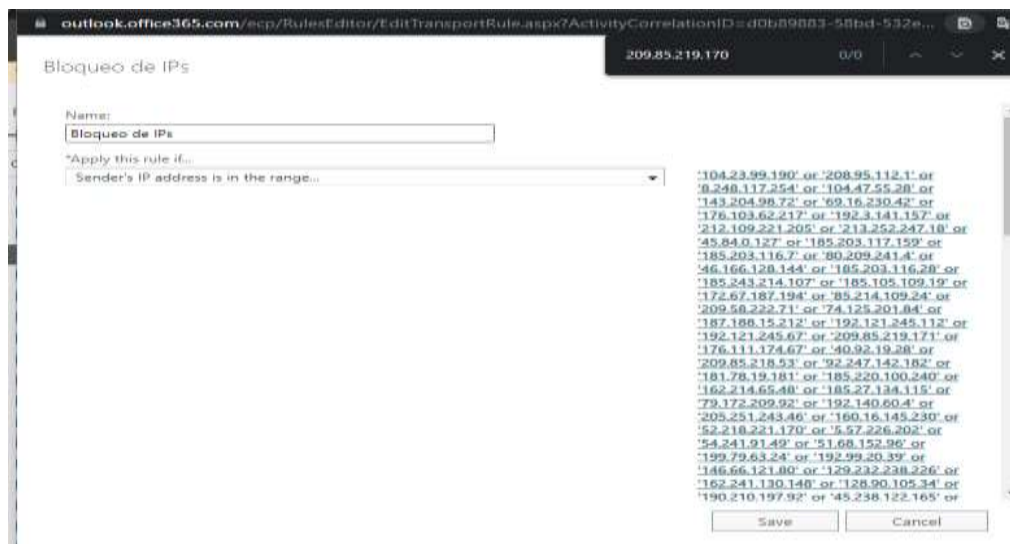 outlook.office365.com/ecp/RulesEditor/EditTransportRule.aspx?ActivityCorrelationID=d0b89883-58bd-532e...
209.85.219.170 0/0
Bloqueo de IPs
Name:
Bloqueo de IPs
*Apply this rule if...
Sender's IP address is in the range...
'104.23.99.190' or '208.95.112.1' or
'8.248.117.254' or '104.47.55.28' or
'143.204.98.72' or '69.16.230.42' or
'176.103.62.217' or '192.3.141.157' or
'212.109.221.205' or '213.252.247.18' or
'45.84.0.127' or '185.203.117.159' or
'185.203.116.7' or '80.209.241.4' or
'46.166.128.144' or '185.203.116.28' or
'185.243.214.107' or '185.105.109.19' or
'172.67.187.194' or '85.214.109.24' or
'209.58.222.71' or '74.125.201.84' or
'187.188.15.212' or '192.121.245.112' or
'192.121.245.67' or '209.85.219.171' or
'176.111.174.67' or '40.92.19.28' or
'209.85.218.53' or '92.247.142.182' or
'181.78.19.181' or '185.220.100.240' or
'162.214.65.48' or '185.27.134.115' or
'79.172.209.92' or '192.140.60.4' or
'205.251.243.46' or '160.16.145.230' or
'52.218.221.170' or '5.57.226.202' or
'54.241.91.49' or '51.68.152.96' or
'199.79.63.24' or '192.99.20.39' or
'146.66.121.80' or '129.232.238.226' or
'162.241.130.148' or '128.90.105.34' or
'190.210.197.92' or '45.238.122.165' or
Save Cancel